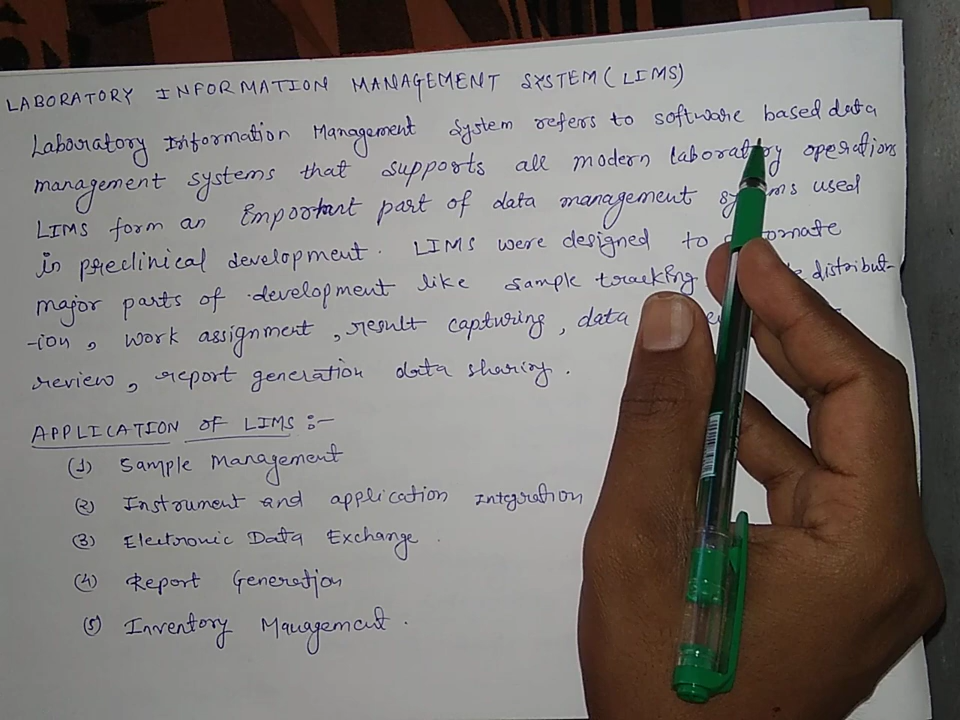 LABORATORY INFORMATION MANAGEMENT SYSTEM (LIMS)
Laboratory Information Management System refers to software based data
management systems that supports all modern laboratory operations
LIMS form an Important part of data management used
in preclinical development. LIMS were designed to
major parts of development like sample tracking distribut-
-ion, work assignment, result capturing, data
review, report generation data sharing.
APPLICATION OF LIMS :-
(1) Sample Management
(2) Instrument and application Integration
(3) Electronic Data Exchange.
(4) Report Generation
(5) Inventory Management.